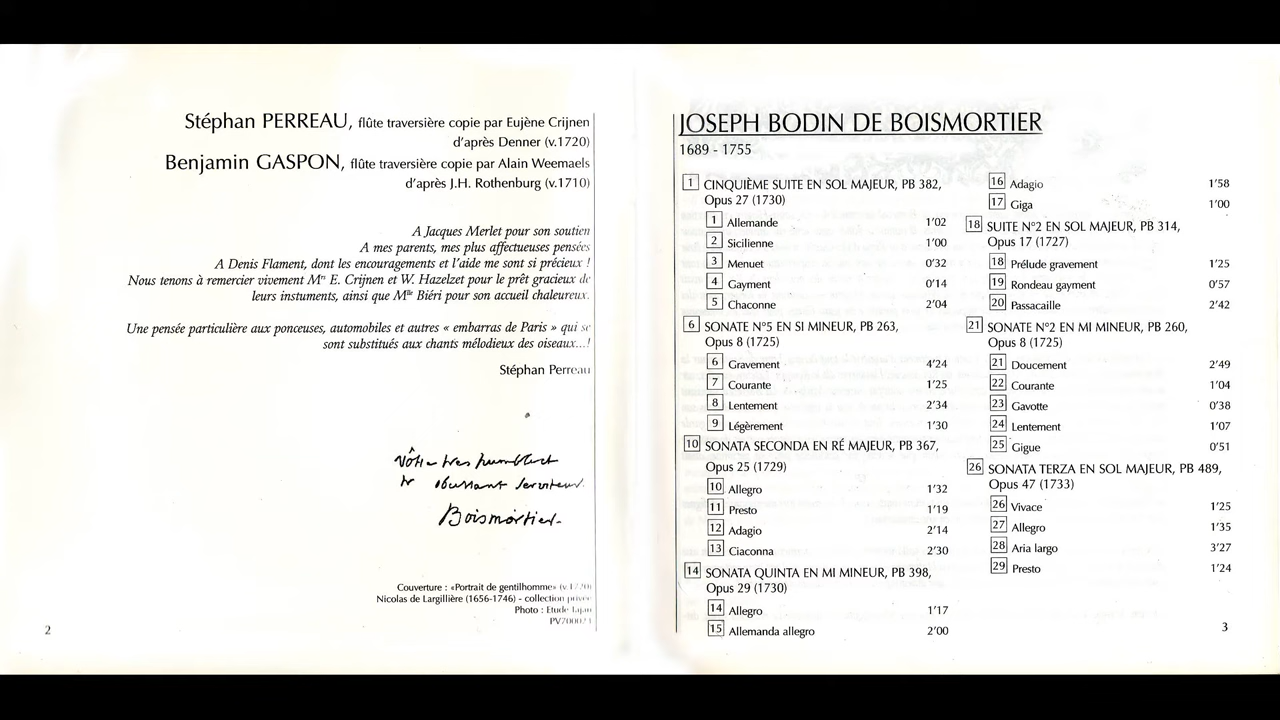 Stéphan PERREAU, flûte traversière copie par Eujène Crijnen
d'après Denner (v.1720)
Benjamin GASPON, flûte traversière copie par Alain Weemaels
d'après J.H. Rothenburg (v.1710)
A Jacques Merlet pour son soutien
A mes parents, mes plus affectueuses pensées
A Denis Flament, dont les encouragements et l'aide me sont si précieux !
Nous tenons à remercier vivement Mrs E. Crijnen et W. Hazelzet pour le prêt gracieux de
leurs instuments, ainsi que Mlle Biéri pour son accueil chaleureux.
Une pensée particulière aux ponceuses, automobiles et autres « embarras de Paris » qui se
sont substitués aux chants mélodieux des oiseaux...!
Stéphan Perreau
Vôtre tres humble et
tr obeissant serviteur.
Boismortier.
Couverture : «Portrait de gentilhomme» (v.1720)
Nicolas de Largillière (1656-1746) - collection privée
Photo : Etude Tajan
PV700023
2
JOSEPH BODIN DE BOISMORTIER
1689 - 1755
1 CINQUIÈME SUITE EN SOL MAJEUR, PB 382,
Opus 27 (1730)
1 Allemande 1'02
2 Sicilienne 1'00
3 Menuet 0'32
4 Gayment 0'14
5 Chaconne 2'04
6 SONATE N°5 EN SI MINEUR, PB 263,
Opus 8 (1725)
6 Gravement 4'24
7 Courante 1'25
8 Lentement 2'34
9 Légèrement 1'30
10 SONATA SECONDA EN RÉ MAJEUR, PB 367,
Opus 25 (1729)
10 Allegro 1'32
11 Presto 1'19
12 Adagio 2'14
13 Ciaconna 2'30
14 SONATA QUINTA EN MI MINEUR, PB 398,
Opus 29 (1730)
14 Allegro 1'17
15 Allemanda allegro 2'00
16 Adagio 1'58
17 Giga 1'00
18 SUITE N°2 EN SOL MAJEUR, PB 314,
Opus 17 (1727)
18 Prélude gravement 1'25
19 Rondeau gayment 0'57
20 Passacaille 2'42
21 SONATE N°2 EN MI MINEUR, PB 260,
Opus 8 (1725)
21 Doucement 2'49
22 Courante 1'04
23 Gavotte 0'38
24 Lentement 1'07
25 Gigue 0'51
26 SONATA TERZA EN SOL MAJEUR, PB 489,
Opus 47 (1733)
26 Vivace 1'25
27 Allegro 1'35
28 Aria largo 3'27
29 Presto 1'24
3